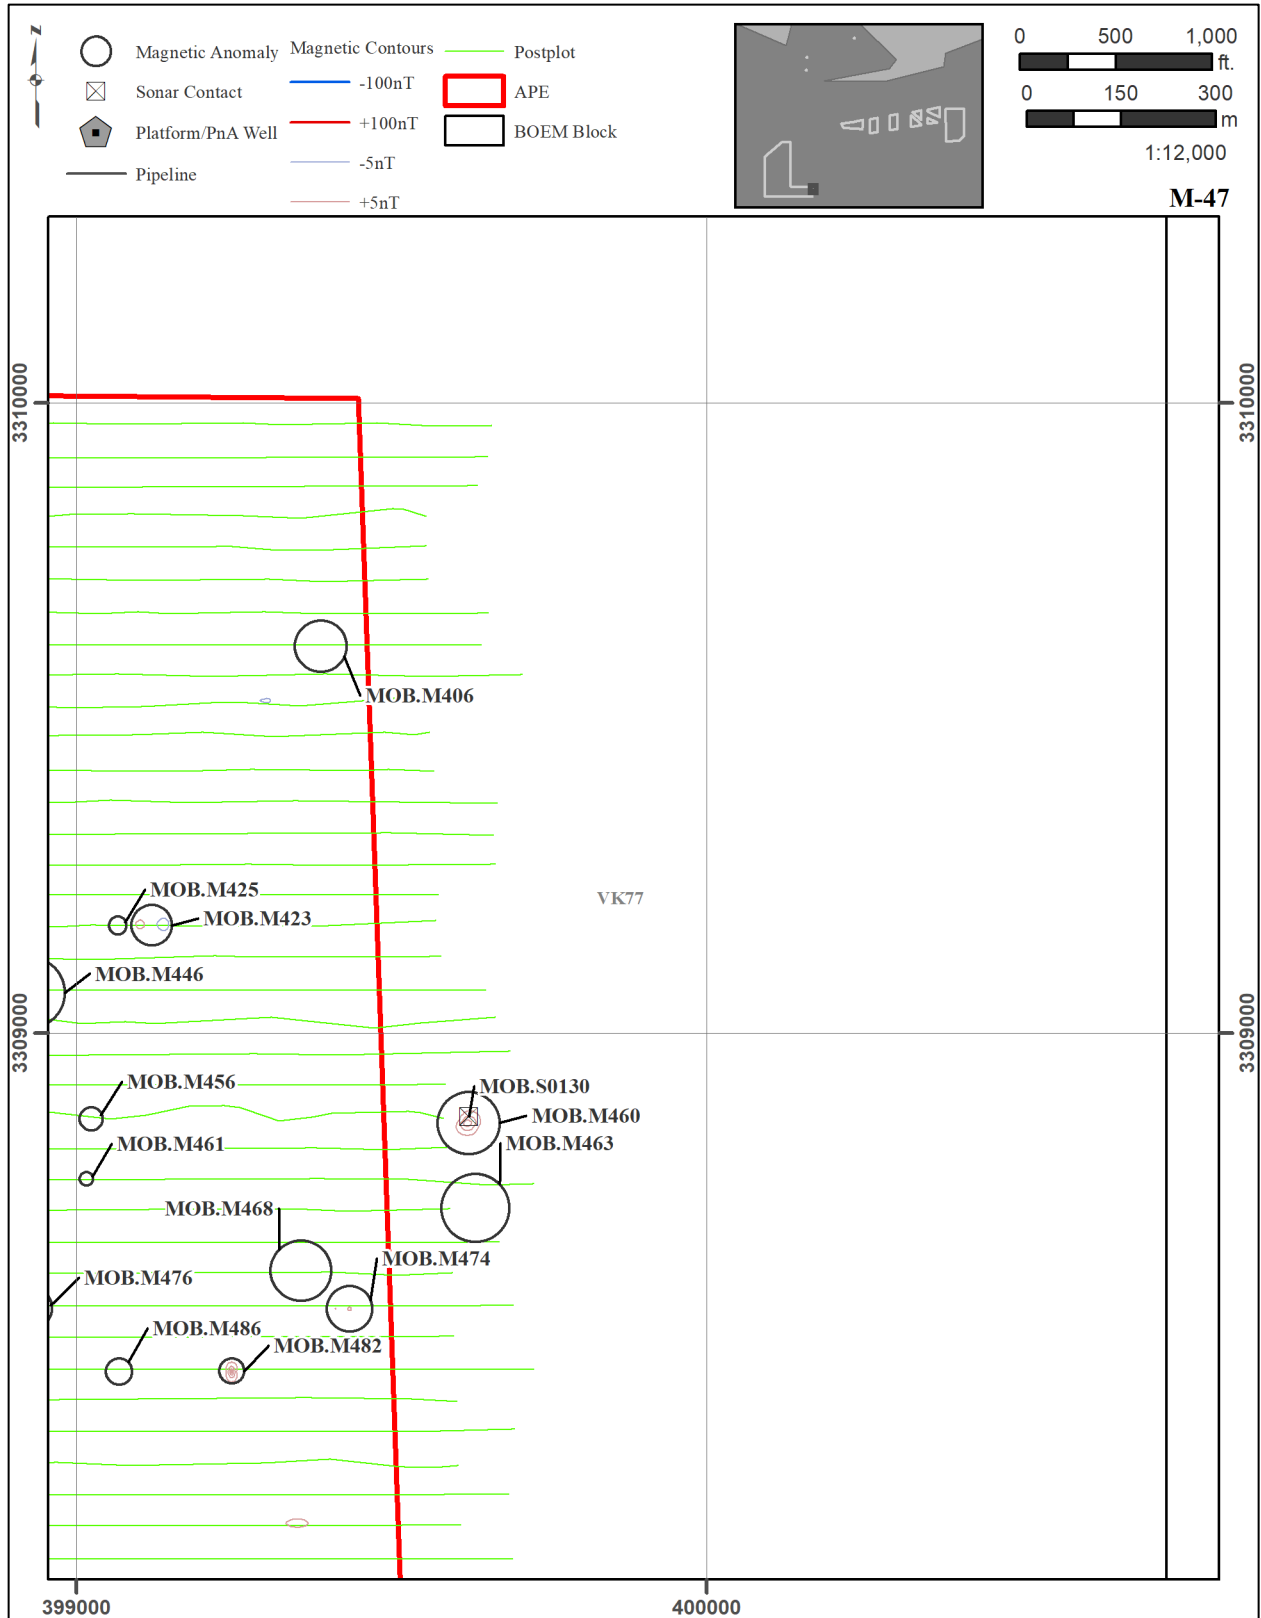 Z
Magnetic Anomaly
Sonar Contact
Platform/PnA Well
Pipeline
Magnetic Contours
-100nT
+100nT
-5nT
+5nT
Postplot
APE
BOEM Block
0 500 1,000
ft.
0 150 300
m
1:12,000
M-47
3310000
3310000
MOB.M406
VK77
MOB.M425
MOB.M423
MOB.M446
3309000
3309000
MOB.M456
MOB.S0130
MOB.M460
MOB.M461
MOB.M463
MOB.M468
MOB.M474
MOB.M476
MOB.M486
MOB.M482
399000
400000